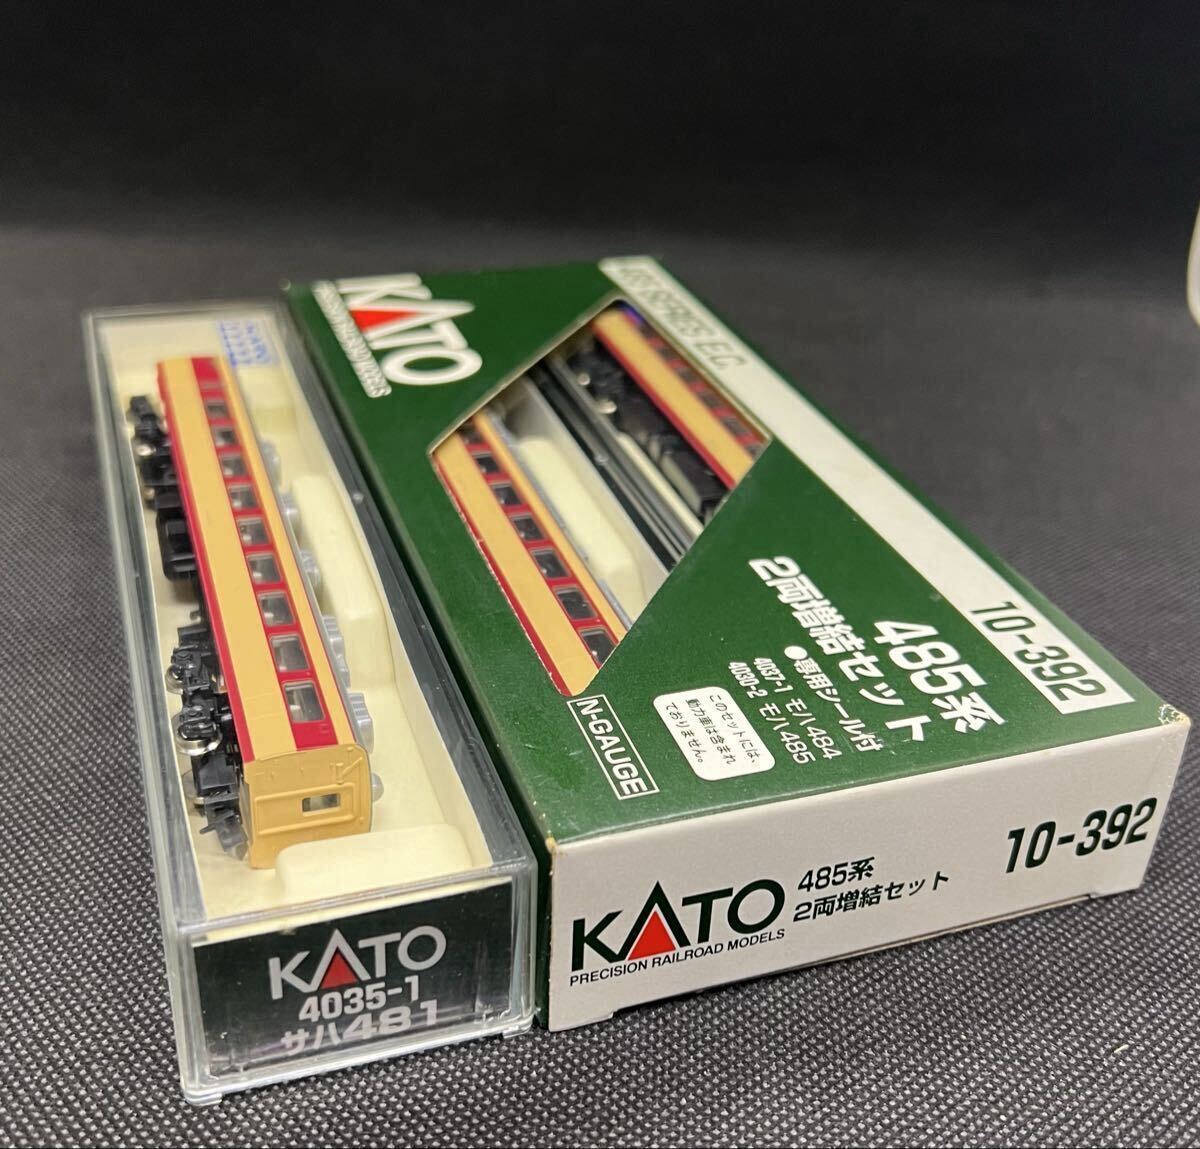 KATO
PRECISION RAILROAD MODELS
485 SERIES E.C.
10-392
485系
2両増結セット
●専用シール付
4037-1 モハ484
4030-2 モハ485
このセットには、
動力車は含まれ
ておりません。
N-GAUGE
KATO
PRECISION RAILROAD MODELS
485系
2両増結セット
10-392
KATO
4035-1
サハ481